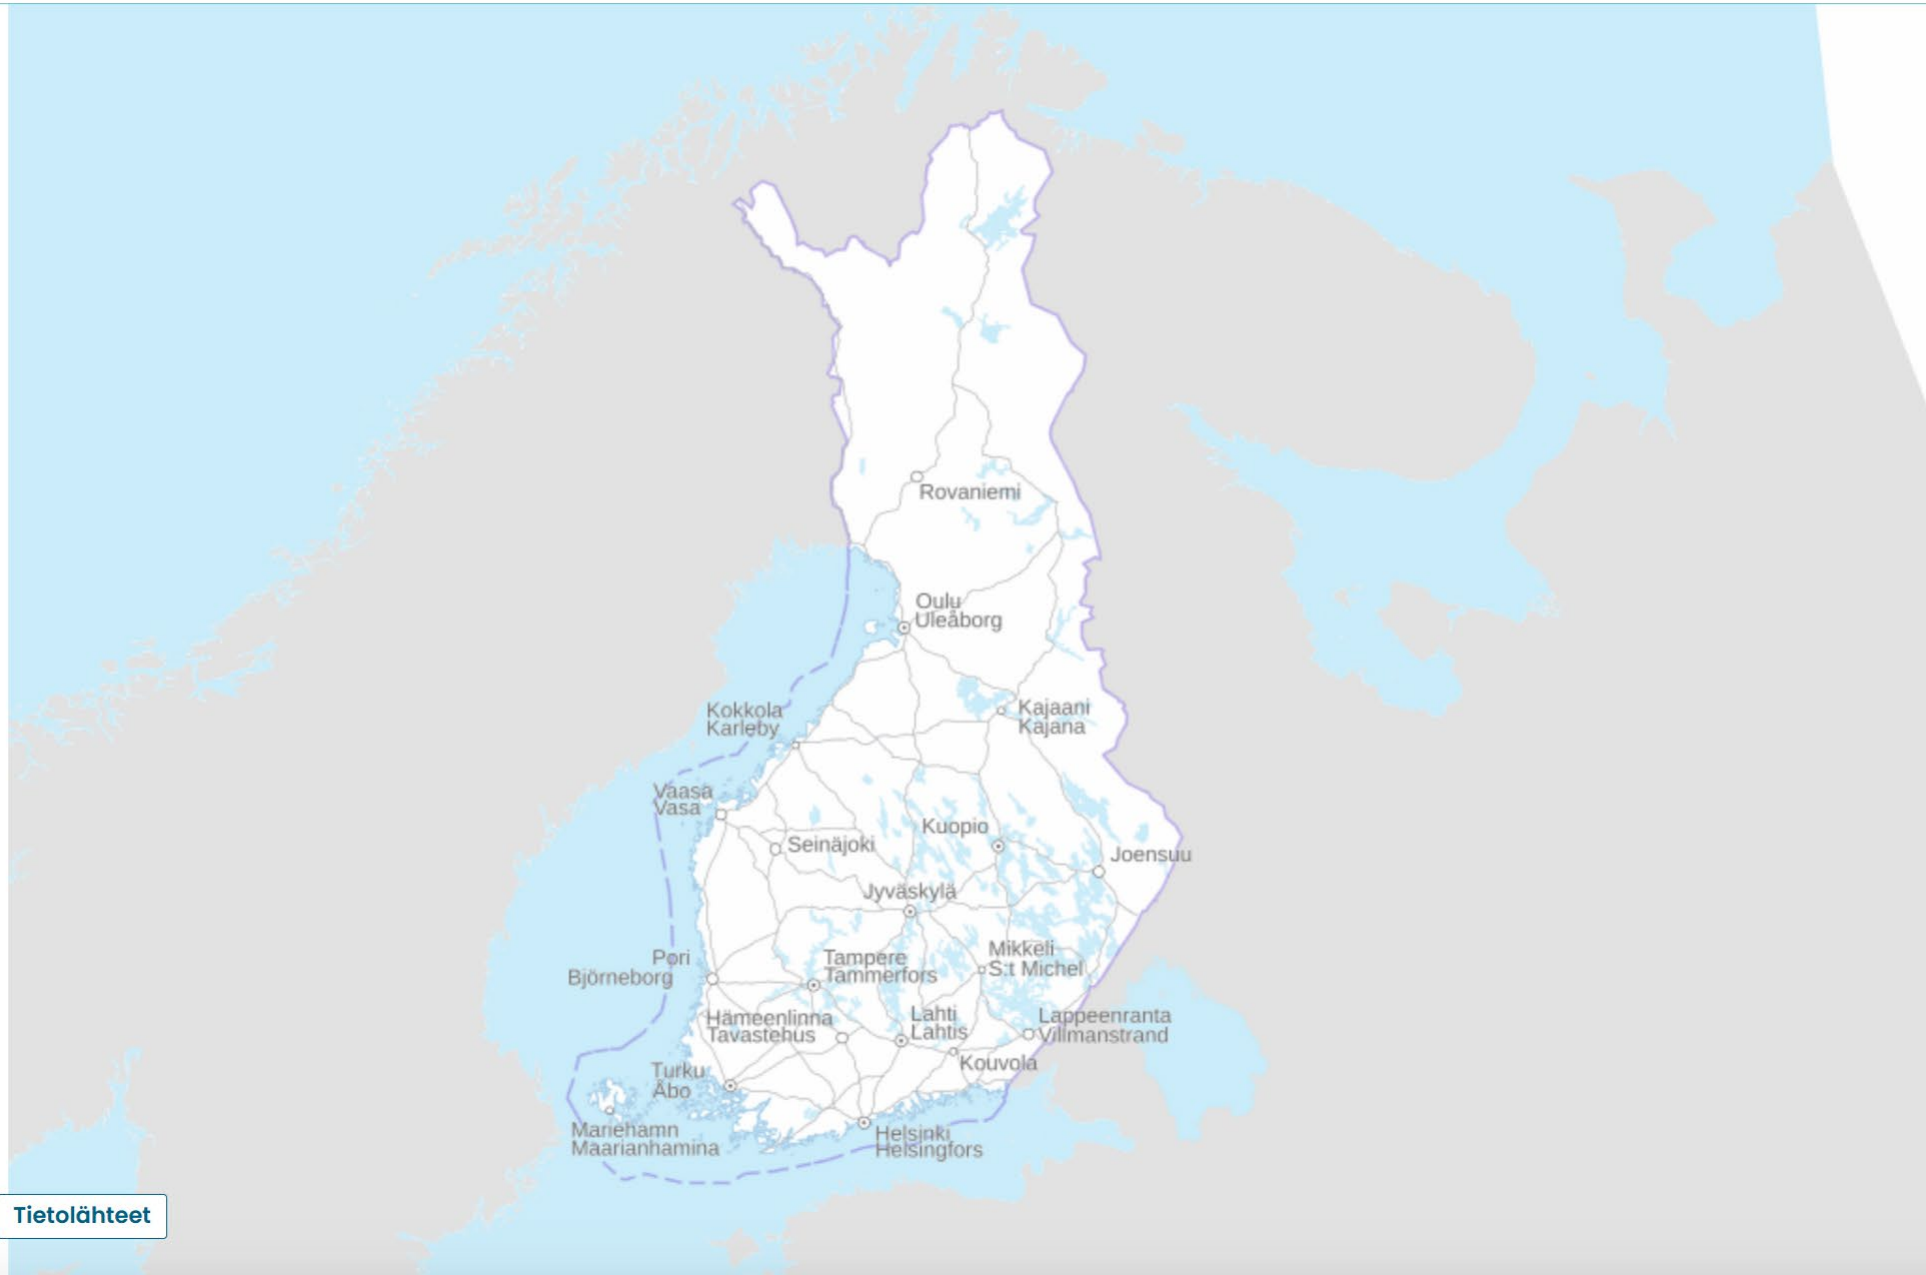 Rovaniemi
Oulu
Uleåborg
Kokkola
Karleby
Kajaani
Kajana
Vaasa
Vasa
Kuopio
Seinäjoki
Joensuu
Jyväskylä
Mikkeli
S:t Michel
Pori
Björneborg
Tampere
Tammerfors
Hämeenlinna
Tavastehus
Lahti
Lahtis
Lappeenranta
Villmanstrand
Kouvola
Turku
Åbo
Mariehamn
Maarianhamina
Helsinki
Helsingfors
Tietolähteet